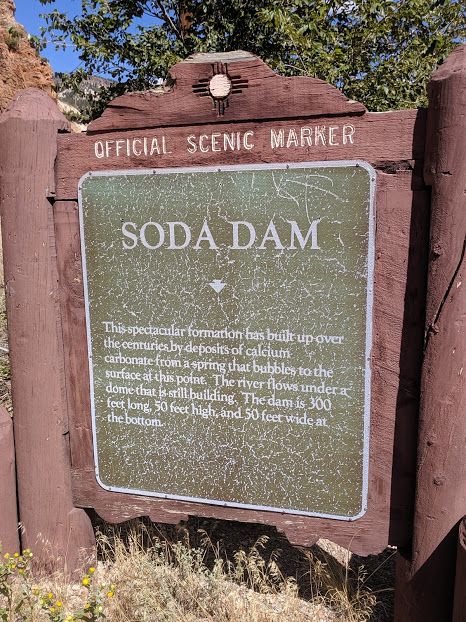 OFFICIAL SCENIC MARKER
SODA DAM
This spectacular formation has built up over
the centuries by deposits of calcium
carbonate from a spring that bubbles to the
surface at this point. The river flows under a
dome that is still building. The dam is 300
feet long, 50 feet high, and 50 feet wide at
the bottom.